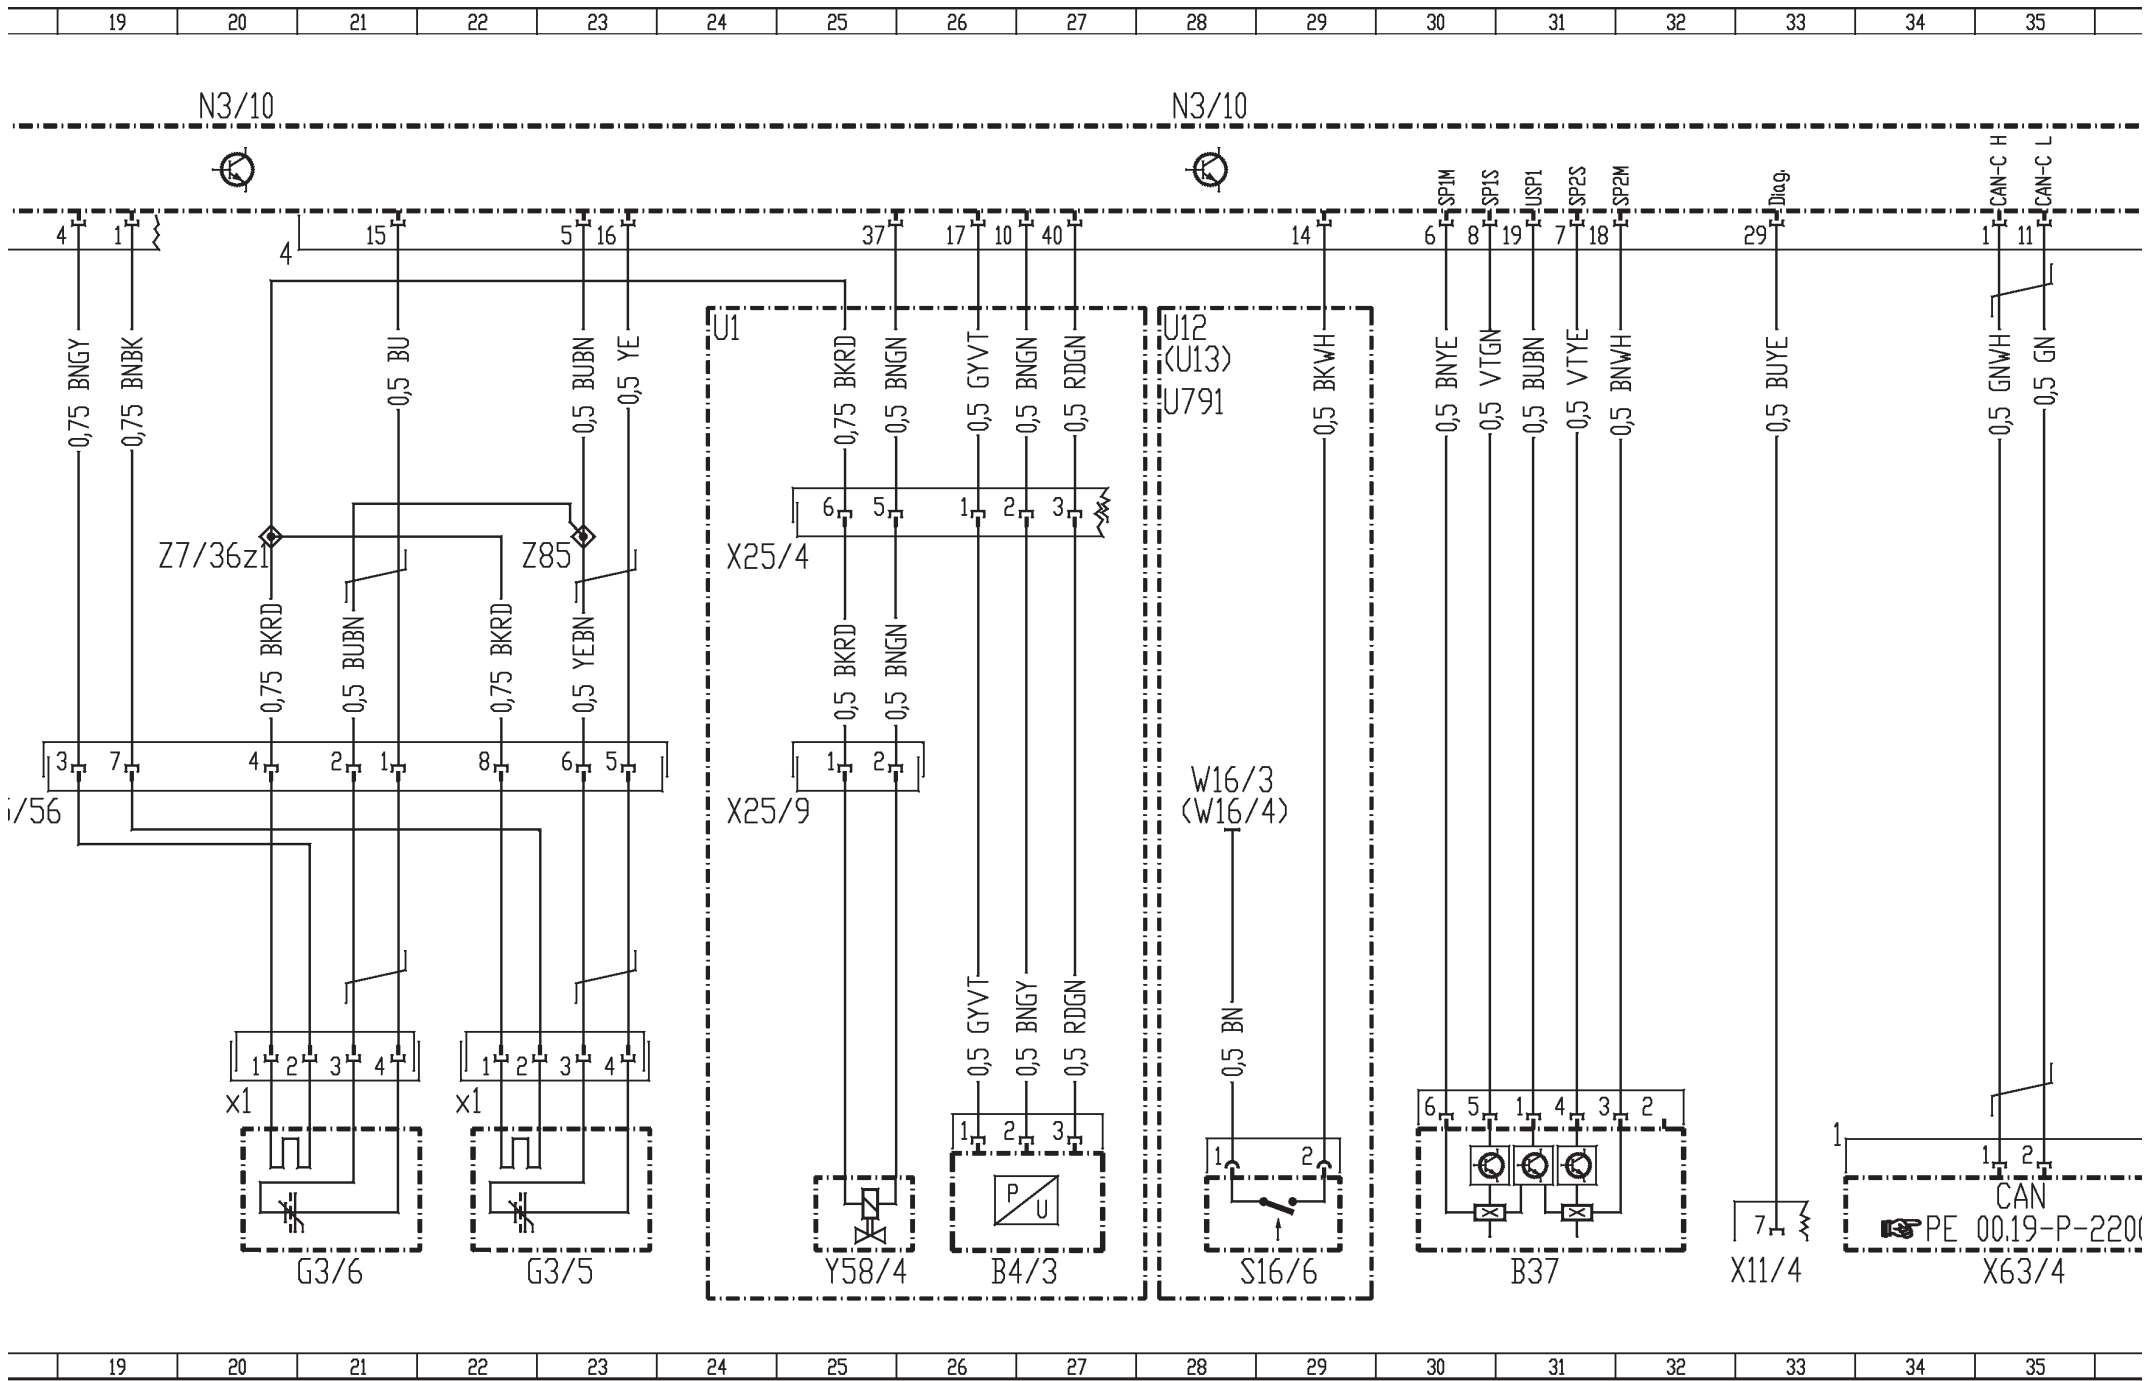 19 20 21 22 23 24 25 26 27 28 29 30 31 32 33 34 35
N3/10 N3/10
SP1M SP1S USP1 SP2S SP2M Diag. CAN-C H CAN-C L
4 1 15 5 16 37 17 10 40 14 6 8 19 7 18 29 1 11
4
U1 U12
(U13)
U791
0,75 BNGY 0,75 BNBK 0,5 BU 0,5 BUBN 0,5 YE 0,75 BKRD 0,5 BNGN 0,5 GYVT 0,5 BNGN 0,5 RDGN 0,5 BKWH 0,5 BNYE 0,5 VTGN 0,5 BUBN 0,5 VTYE 0,5 BNWH 0,5 BUYE 0,5 GNWH 0,5 GN
6 5 1 2 3
Z7/36z1 Z85 X25/4
0,75 BKRD 0,5 BUBN 0,75 BKRD 0,5 YEBN 0,5 BKRD 0,5 BNGN
3 7 4 2 1 8 6 5 1 2
/56 X25/9
W16/3
(W16/4)
0,5 GYVT 0,5 BNGY 0,5 RDGN 0,5 BN
1 2 3 4 1 2 3 4
x1 x1
6 5 1 4 3 2
1 2 3 1 2 1
1 2
P U
CAN
PE 00.19-P-2200
7
G3/6 G3/5 Y58/4 B4/3 S16/6 B37 X11/4 X63/4
19 20 21 22 23 24 25 26 27 28 29 30 31 32 33 34 35